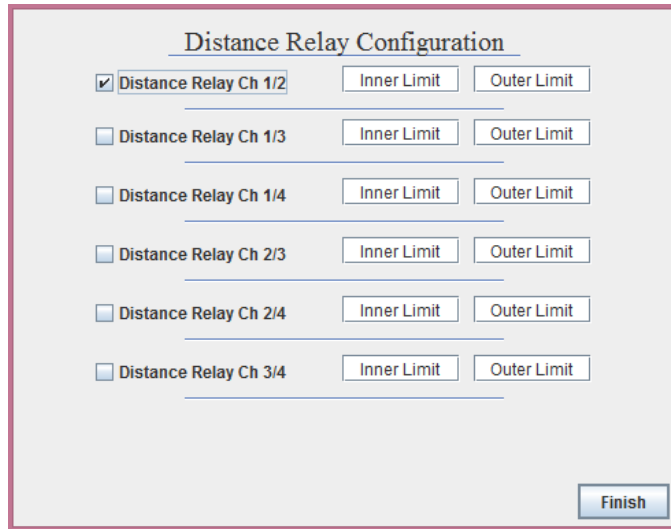 Distance Relay Configuration
Distance Relay Ch 1/2 Inner Limit Outer Limit
Distance Relay Ch 1/3 Inner Limit Outer Limit
Distance Relay Ch 1/4 Inner Limit Outer Limit
Distance Relay Ch 2/3 Inner Limit Outer Limit
Distance Relay Ch 2/4 Inner Limit Outer Limit
Distance Relay Ch 3/4 Inner Limit Outer Limit
Finish